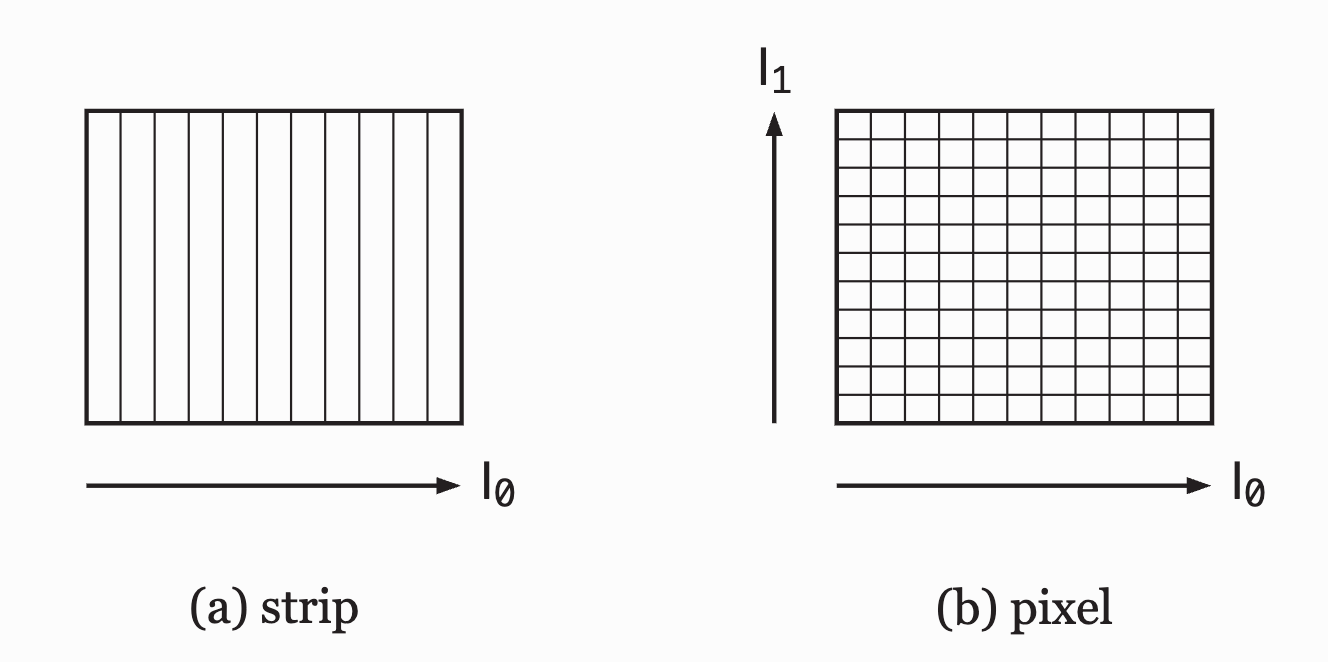 l₁
l₀
l₀
(a) strip
(b) pixel